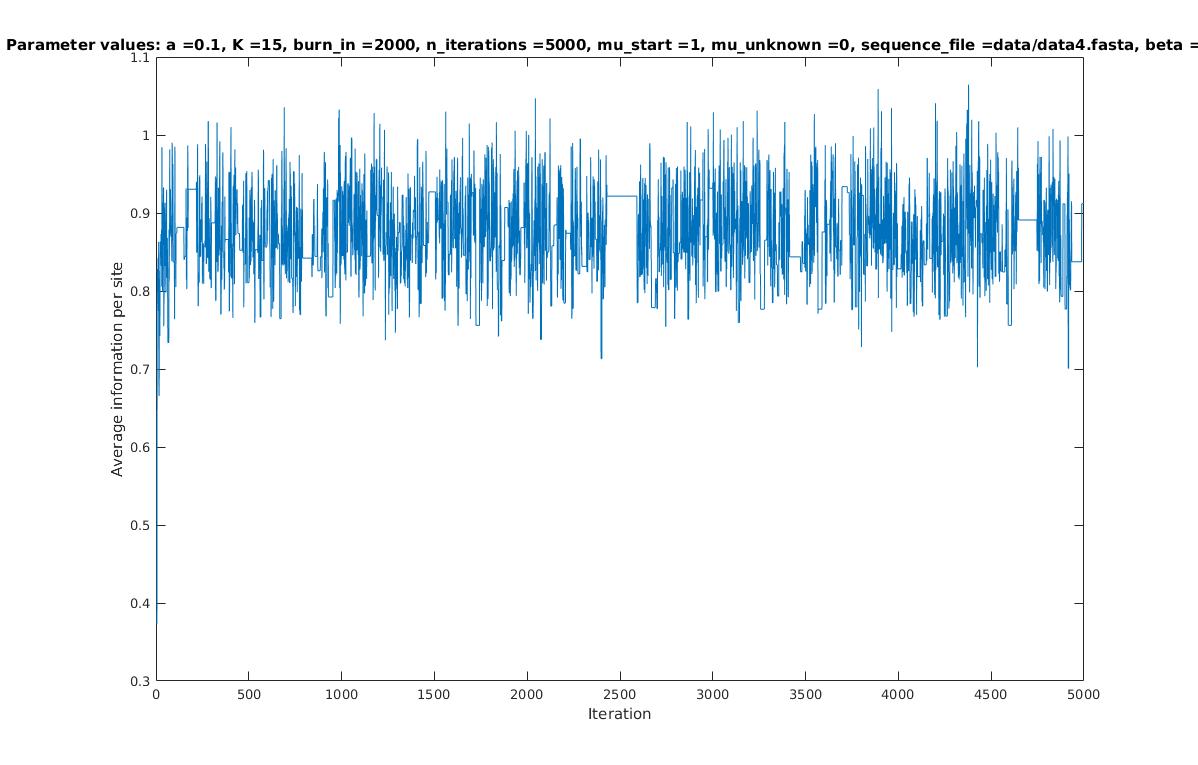 Parameter values: a =0.1, K =15, burn_in =2000, n_iterations =5000, mu_start =1, mu_unknown =0, sequence_file =data/data4.fasta, beta =
1.1
1
0.9
0.8
0.7
0.6
0.5
0.4
0.3
Average information per site
0 500 1000 1500 2000 2500 3000 3500 4000 4500 5000
Iteration